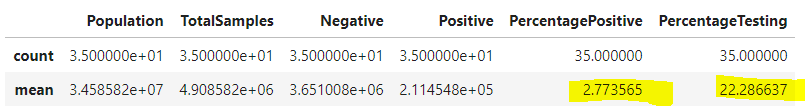 Population TotalSamples Negative Positive PercentagePositive PercentageTesting
count 3.500000e+01 3.500000e+01 3.500000e+01 3.500000e+01 35.000000 35.000000
mean 3.458582e+07 4.908582e+06 3.651008e+06 2.114548e+05 2.773565 22.286637